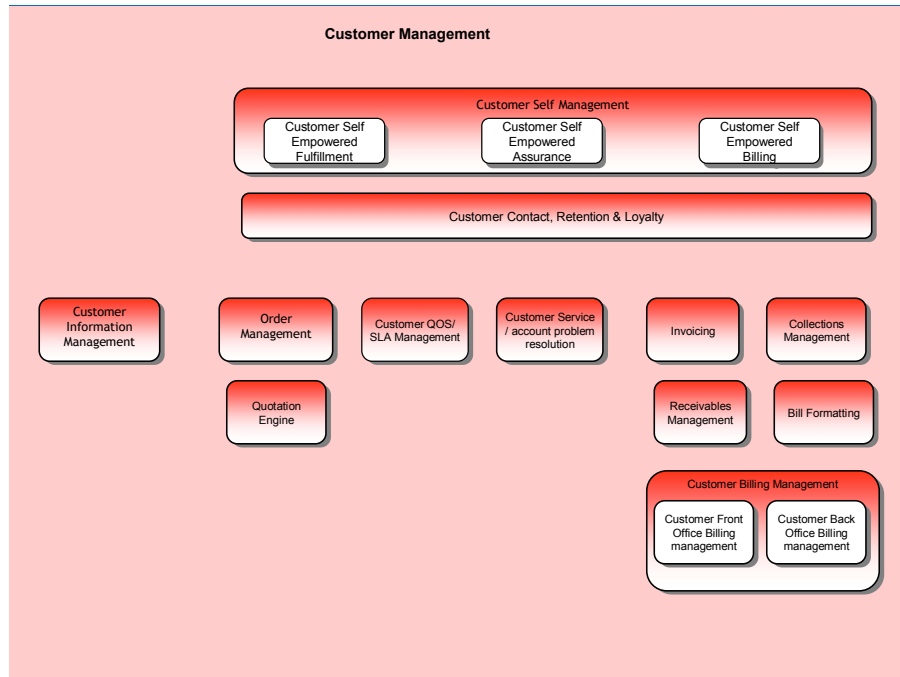 Customer Management
Customer Self Management
Customer Self
Empowered
Fulfillment
Customer Self
Empowered
Assurance
Customer Self
Empowered
Billing
Customer Contact, Retention & Loyalty
Customer
Information
Management
Order
Management
Customer QOS/
SLA Management
Customer Service
/ account problem
resolution
Invoicing
Collections
Management
Quotation
Engine
Receivables
Management
Bill Formatting
Customer Billing Management
Customer Front
Office Billing
management
Customer Back
Office Billing
management